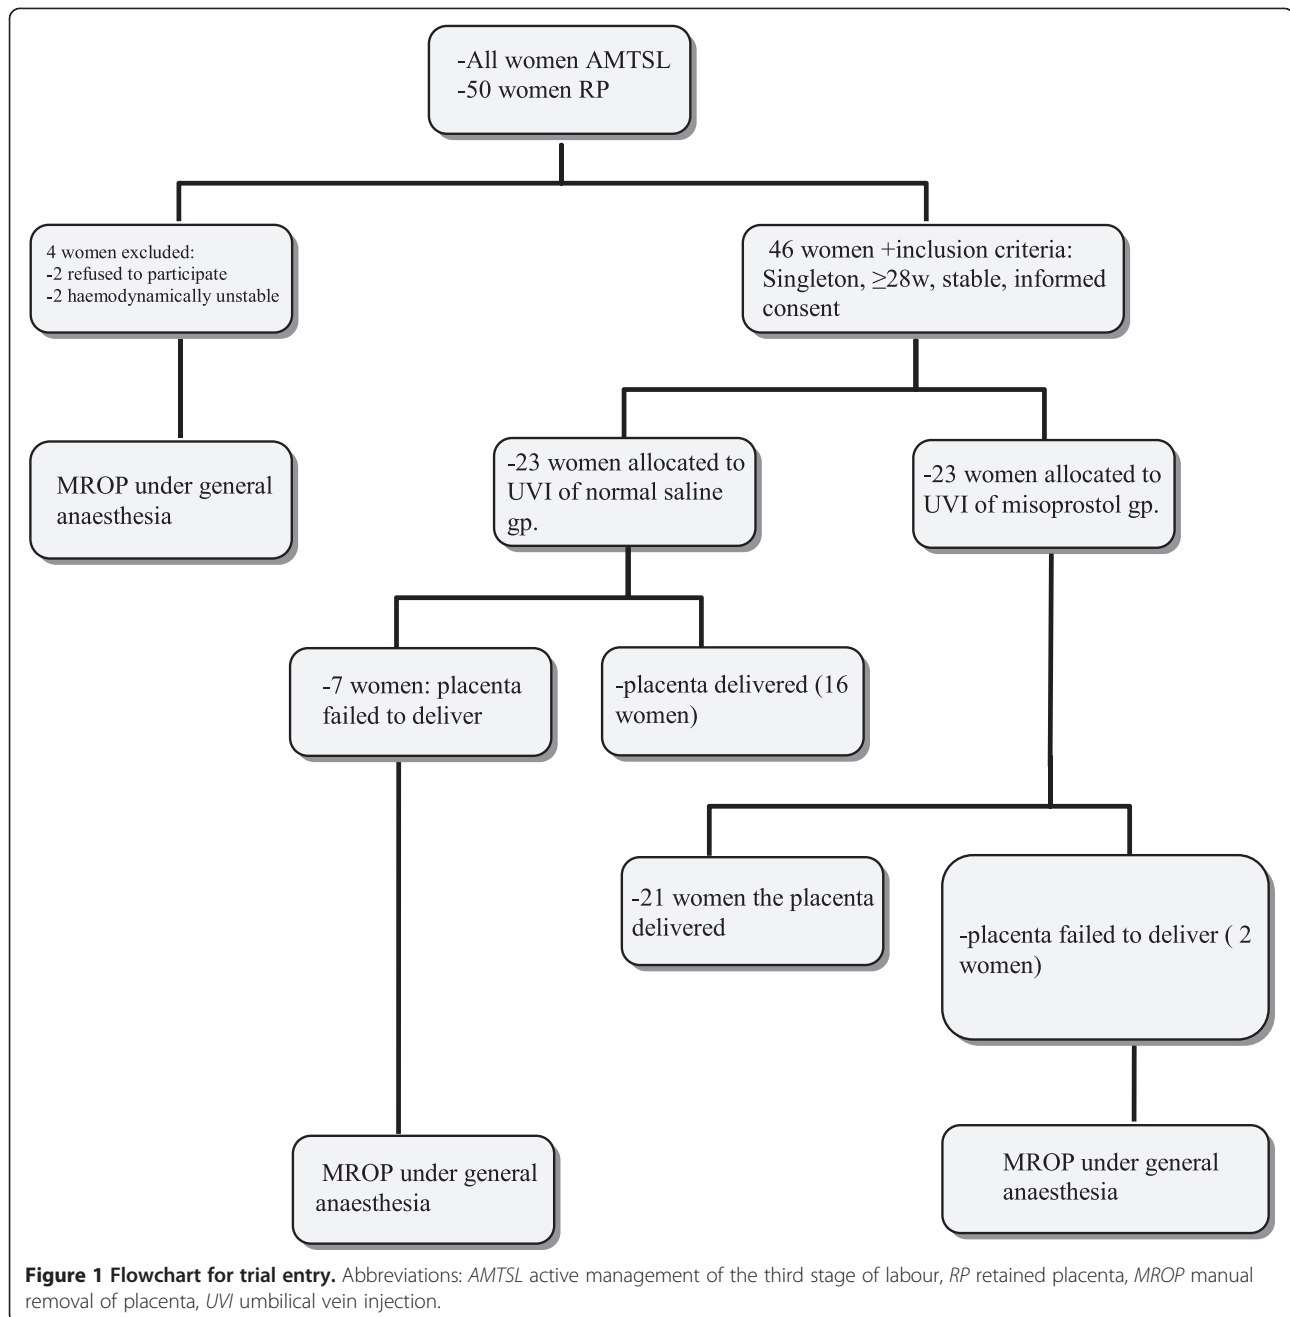 -All women AMTSL
-50 women RP
4 women excluded:
-2 refused to participate
-2 haemodynamically unstable
46 women +inclusion criteria:
Singleton, ≥28w, stable, informed
consent
MROP under general
anaesthesia
-23 women allocated to
UVI of normal saline
gp.
-23 women allocated to
UVI of misoprostol gp.
-7 women: placenta
failed to deliver
-placenta delivered (16
women)
-21 women the placenta
delivered
-placenta failed to deliver ( 2
women)
MROP under general
anaesthesia
MROP under general
anaesthesia
Figure 1 Flowchart for trial entry. Abbreviations: AMTSL active management of the third stage of labour, RP retained placenta, MROP manual
removal of placenta, UVI umbilical vein injection.